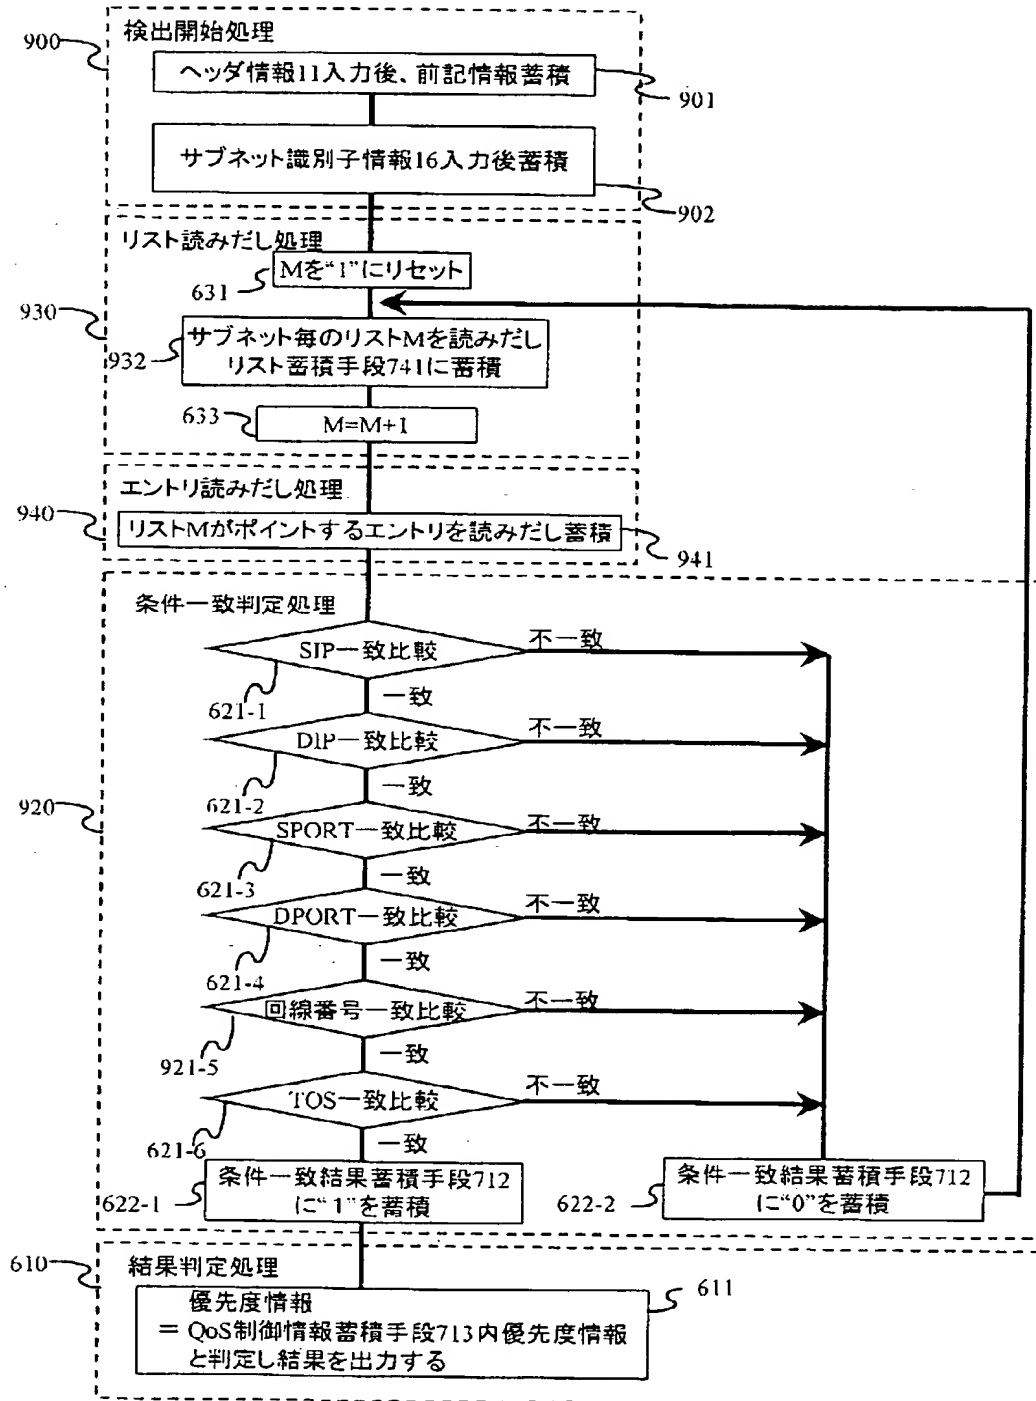 検出開始処理
900
ヘッダ情報11入力後、前記情報蓄積
901
サブネット識別子情報16入力後蓄積
902
リスト読みだし処理
Mを“1”にリセット
631
930
サブネット毎のリストMを読みだし
リスト蓄積手段741に蓄積
932
M=M+1
633
エントリ読みだし処理
940
リストMがポイントするエントリを読みだし蓄積
941
条件一致判定処理
920
SIP一致比較
不一致
621-1
一致
DIP一致比較
不一致
621-2
一致
SPORT一致比較
不一致
621-3
一致
DPORT一致比較
不一致
621-4
一致
回線番号一致比較
不一致
921-5
一致
TOS一致比較
不一致
621-6
一致
条件一致結果蓄積手段712
に“1”を蓄積
622-1
条件一致結果蓄積手段712
に“0”を蓄積
622-2
610
結果判定処理
611
優先度情報
= QoS制御情報蓄積手段713内優先度情報
と判定し結果を出力する